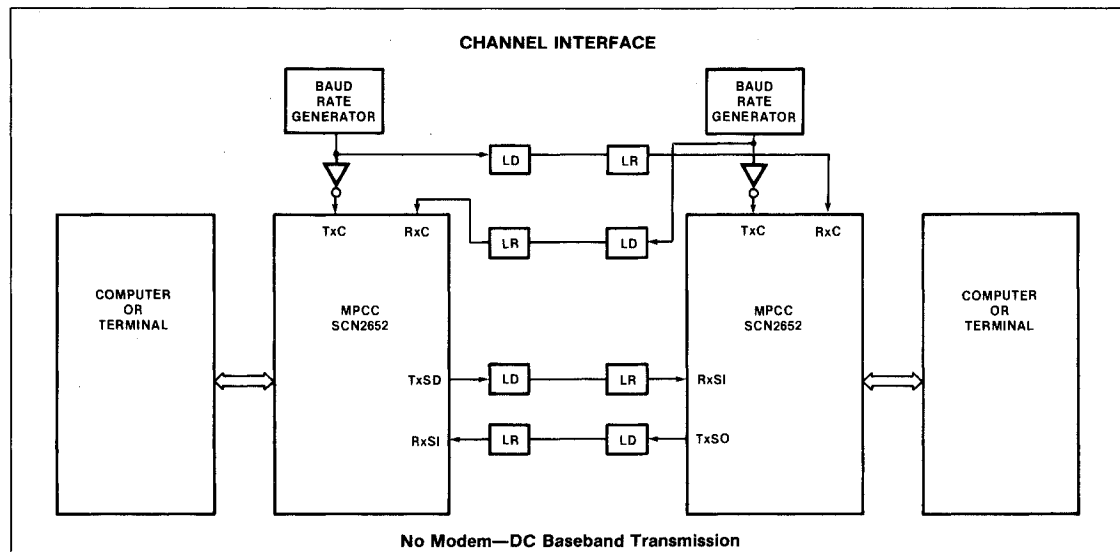 CHANNEL INTERFACE
BAUD
RATE
GENERATOR
BAUD
RATE
GENERATOR
LD
LR
TxC
RxC
LR
LD
TxC
RxC
COMPUTER
OR
TERMINAL
MPCC
SCN2652
MPCC
SCN2652
COMPUTER
OR
TERMINAL
TxSD
LD
LR
RxSI
RxSI
LR
LD
TxSO
No Modem—DC Baseband Transmission